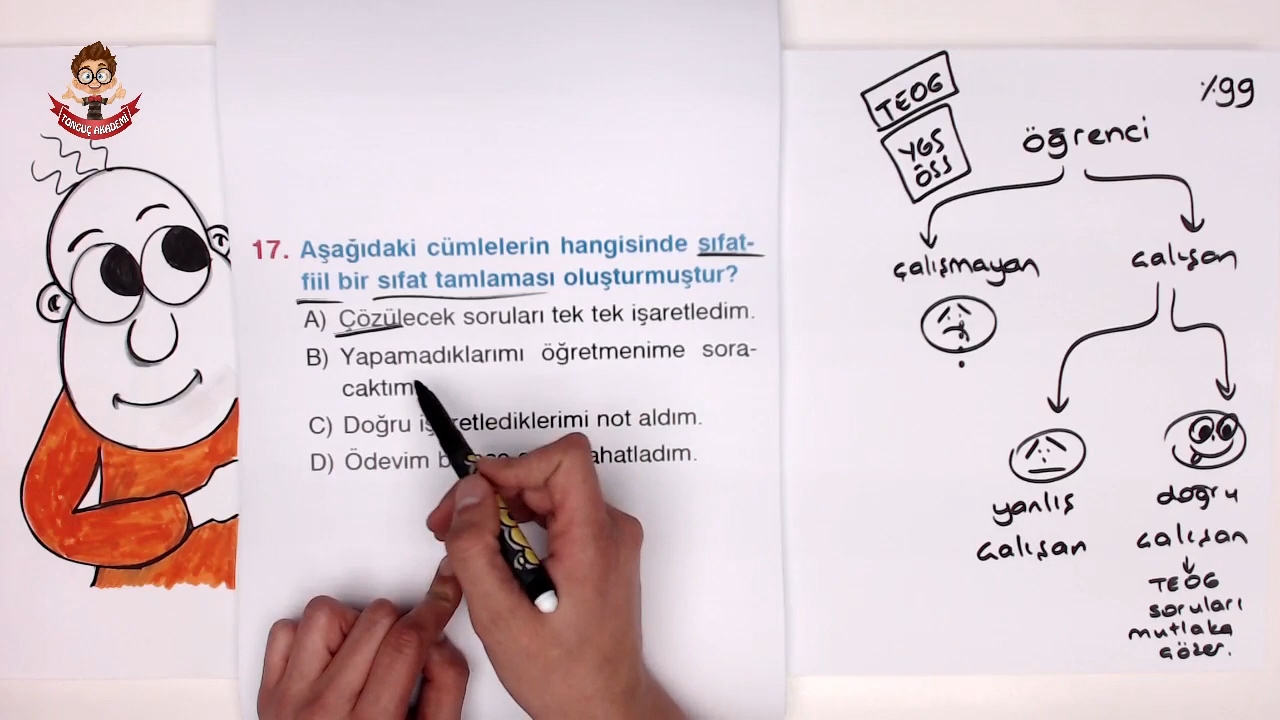 TONGUÇ AKADEMİ
17. Aşağıdaki cümlelerin hangisinde sıfat-
fiil bir sıfat tamlaması oluşturmuştur?
A) Çözülecek soruları tek tek işaretledim.
B) Yapamadıklarımı öğretmenime sora-
caktım
C) Doğru işaretlediklerimi not aldım.
D) Ödevim
%99
TEOG
YGS
ÖSS
öğrenci
çalışmayan
çalışan
yanlış
çalışan
doğru
çalışan
TEOG
soruları
mutlaka
çözer.